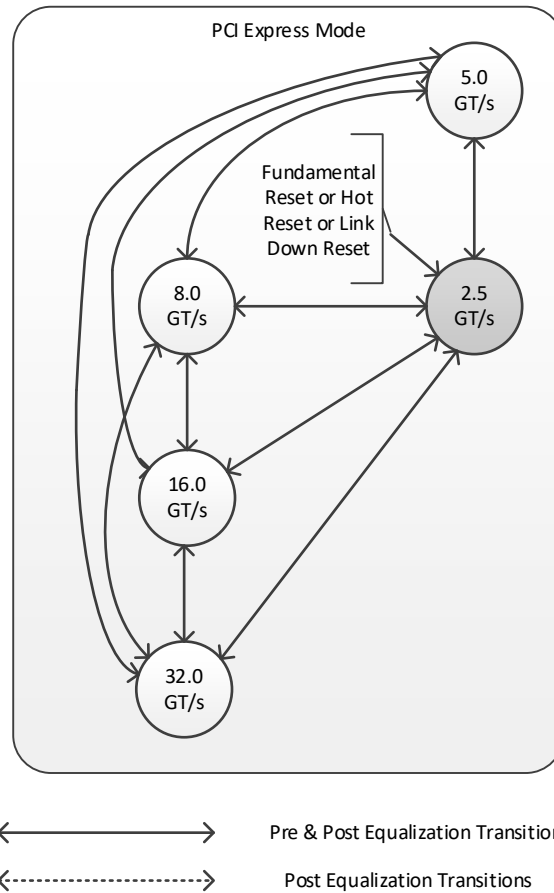 PCI Express Mode
5.0
GT/s
Fundamental
Reset or Hot
Reset or Link
Down Reset
8.0
GT/s
2.5
GT/s
16.0
GT/s
32.0
GT/s
Pre & Post Equalization Transition
Post Equalization Transitions